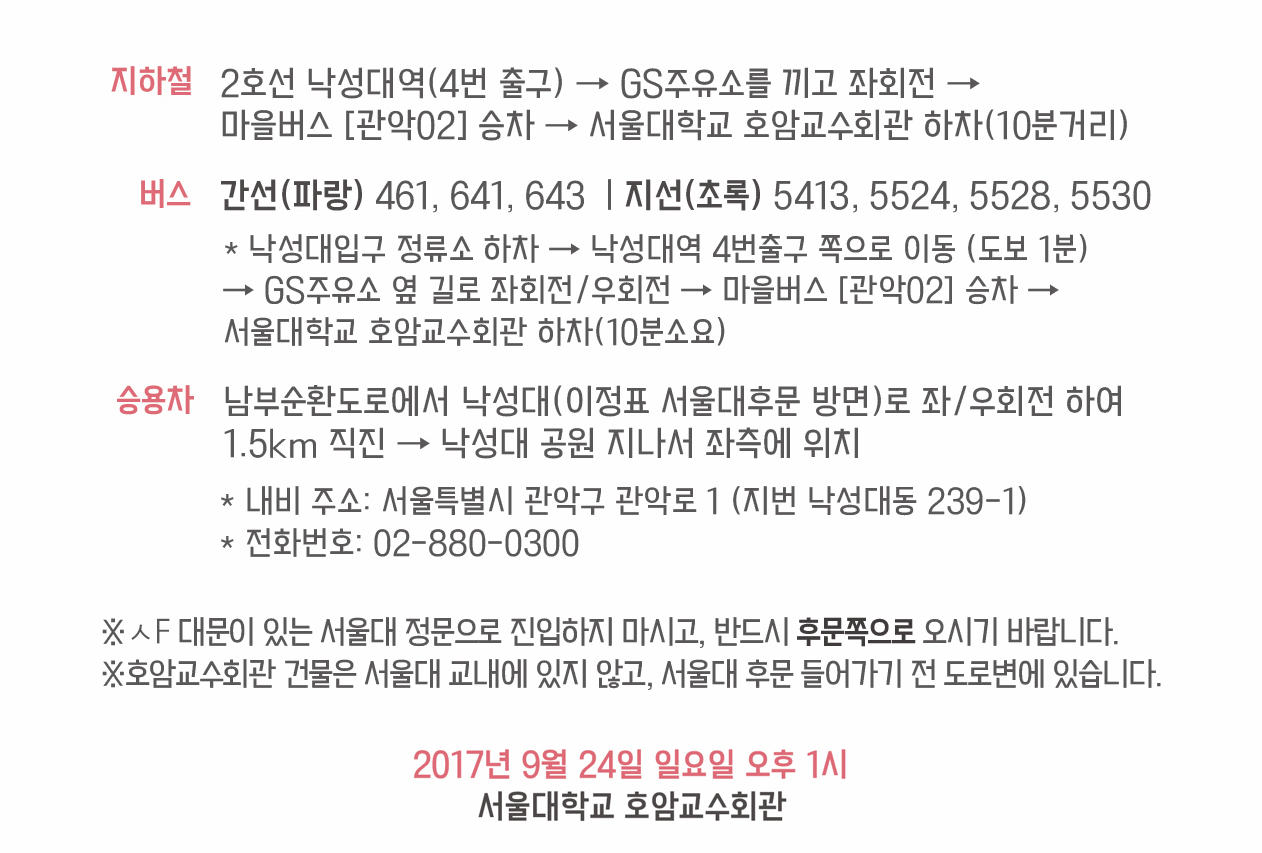 지하철 2호선 낙성대역(4번 출구) → GS주유소를 끼고 좌회전 →
마을버스 [관악02] 승차 → 서울대학교 호암교수회관 하차(10분거리)
버스 간선(파랑) 461, 641, 643 | 지선(초록) 5413, 5524, 5528, 5530
* 낙성대입구 정류소 하차 → 낙성대역 4번출구 쪽으로 이동 (도보 1분)
→ GS주유소 옆 길로 좌회전/우회전 → 마을버스 [관악02] 승차 →
서울대학교 호암교수회관 하차(10분소요)
승용차 남부순환도로에서 낙성대(이정표 서울대후문 방면)로 좌/우회전 하여
1.5km 직진 → 낙성대 공원 지나서 좌측에 위치
* 내비 주소: 서울특별시 관악구 관악로 1 (지번 낙성대동 239-1)
* 전화번호: 02-880-0300
※ㅅF 대문이 있는 서울대 정문으로 진입하지 마시고, 반드시 후문쪽으로 오시기 바랍니다.
※호암교수회관 건물은 서울대 교내에 있지 않고, 서울대 후문 들어가기 전 도로변에 있습니다.
2017년 9월 24일 일요일 오후 1시
서울대학교 호암교수회관